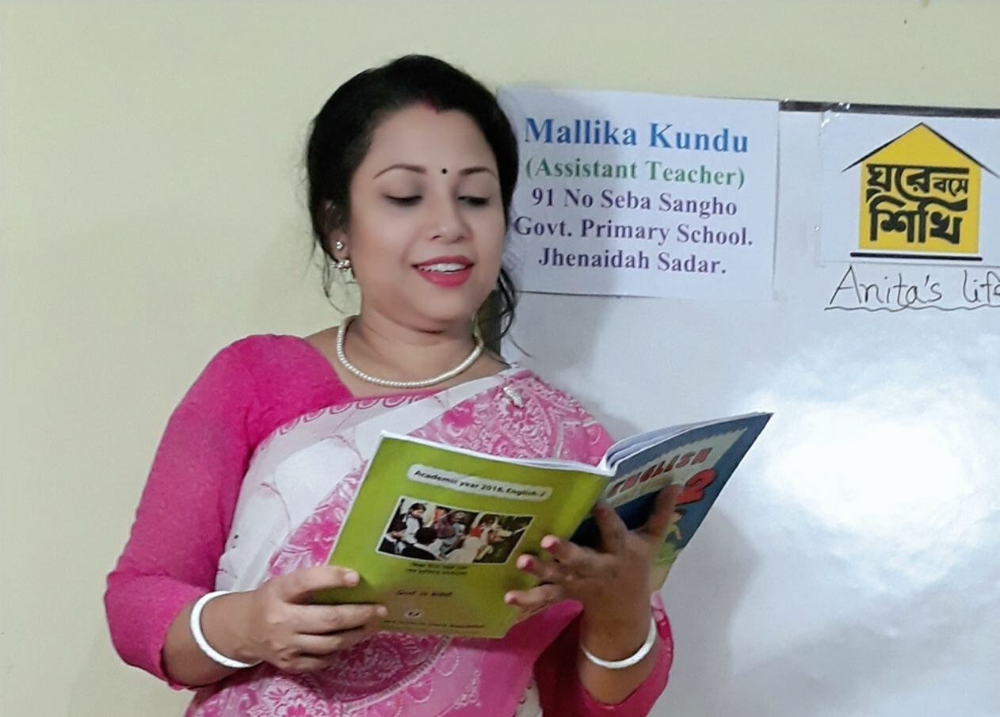 Mallika Kundu
(Assistant Teacher)
91 No Seba Sangho
Govt. Primary School.
Jhenaidah Sadar.
ঘরে বসে
শিখি
Anita's life
Academic year 2018, English-2
God is kind
ENGLISH
2